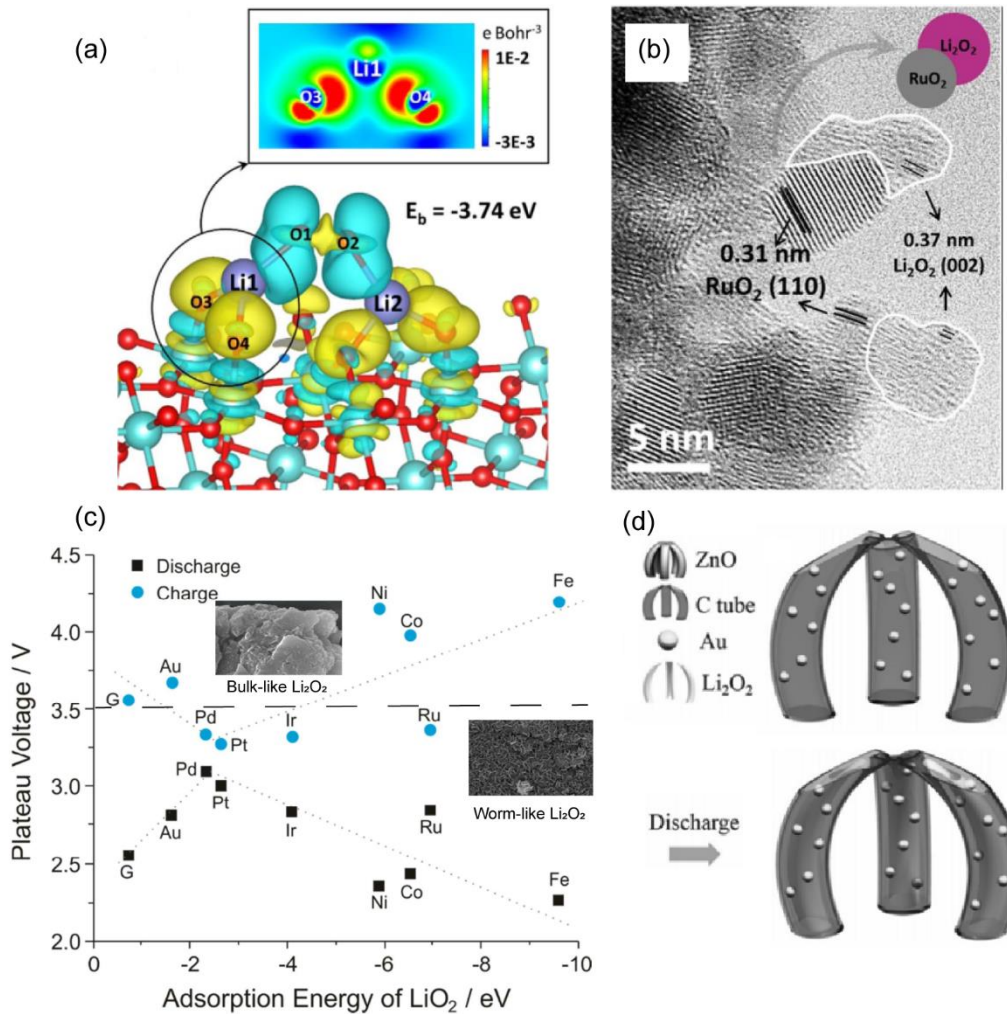 (a)
e Bohr⁻³
1E-2
-3E-3
Li1
O3
O4
E_b = -3.74 eV
O1
O2
Li1
Li2
O3
O4
(b)
Li₂O₂
RuO₂
0.31 nm
RuO₂ (110)
0.37 nm
Li₂O₂ (002)
5 nm
(c)
Plateau Voltage / V
4.5
4.0
3.5
3.0
2.5
2.0
Discharge
Charge
Bulk-like Li₂O₂
Worm-like Li₂O₂
G
Au
Pd
Pt
Ir
Ni
Co
Ru
Fe
Pd
Pt
Au
G
Ir
Ru
Ni
Co
Fe
0
-2
-4
-6
-8
-10
Adsorption Energy of LiO₂ / eV
(d)
ZnO
C tube
Au
Li₂O₂
Discharge